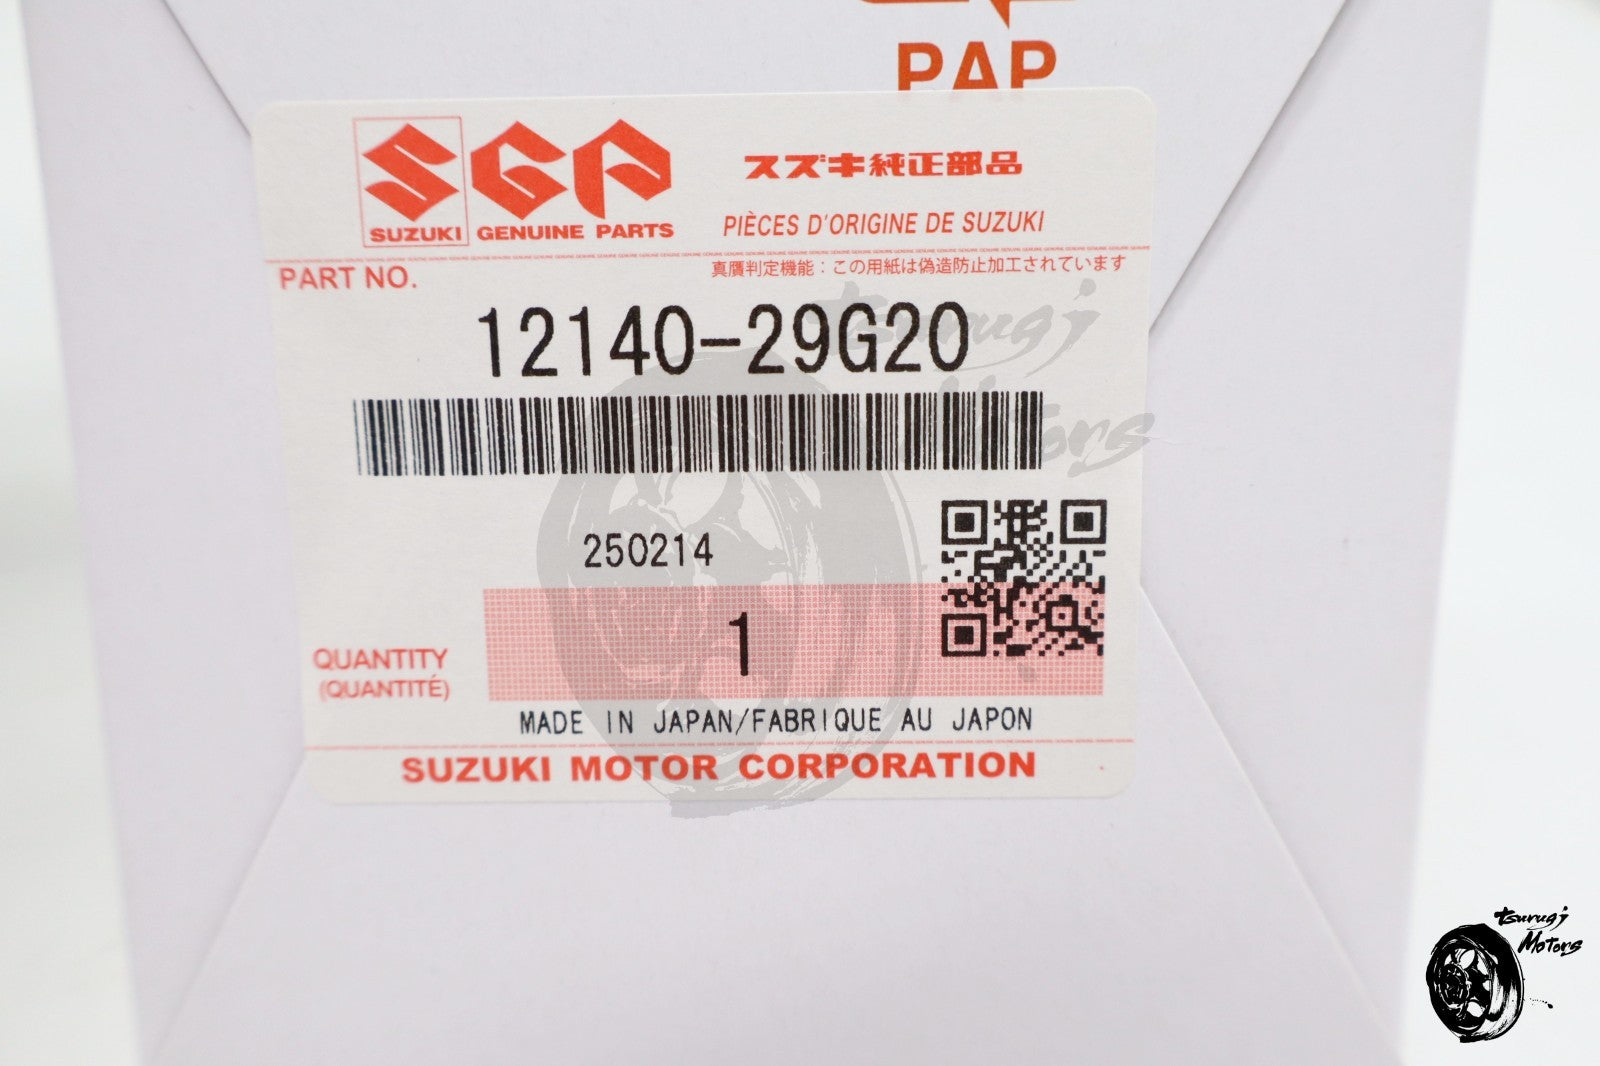 PAP
SGP
スズキ純正部品
SUZUKI GENUINE PARTS
PIÈCES D'ORIGINE DE SUZUKI
PART NO.
真贋判定機能：この用紙は偽造防止加工されています
12140-29G20
tsurugi
Motors
250214
1
QUANTITY
(QUANTITÉ)
MADE IN JAPAN/FABRIQUE AU JAPON
SUZUKI MOTOR CORPORATION
tsurugi
Motors